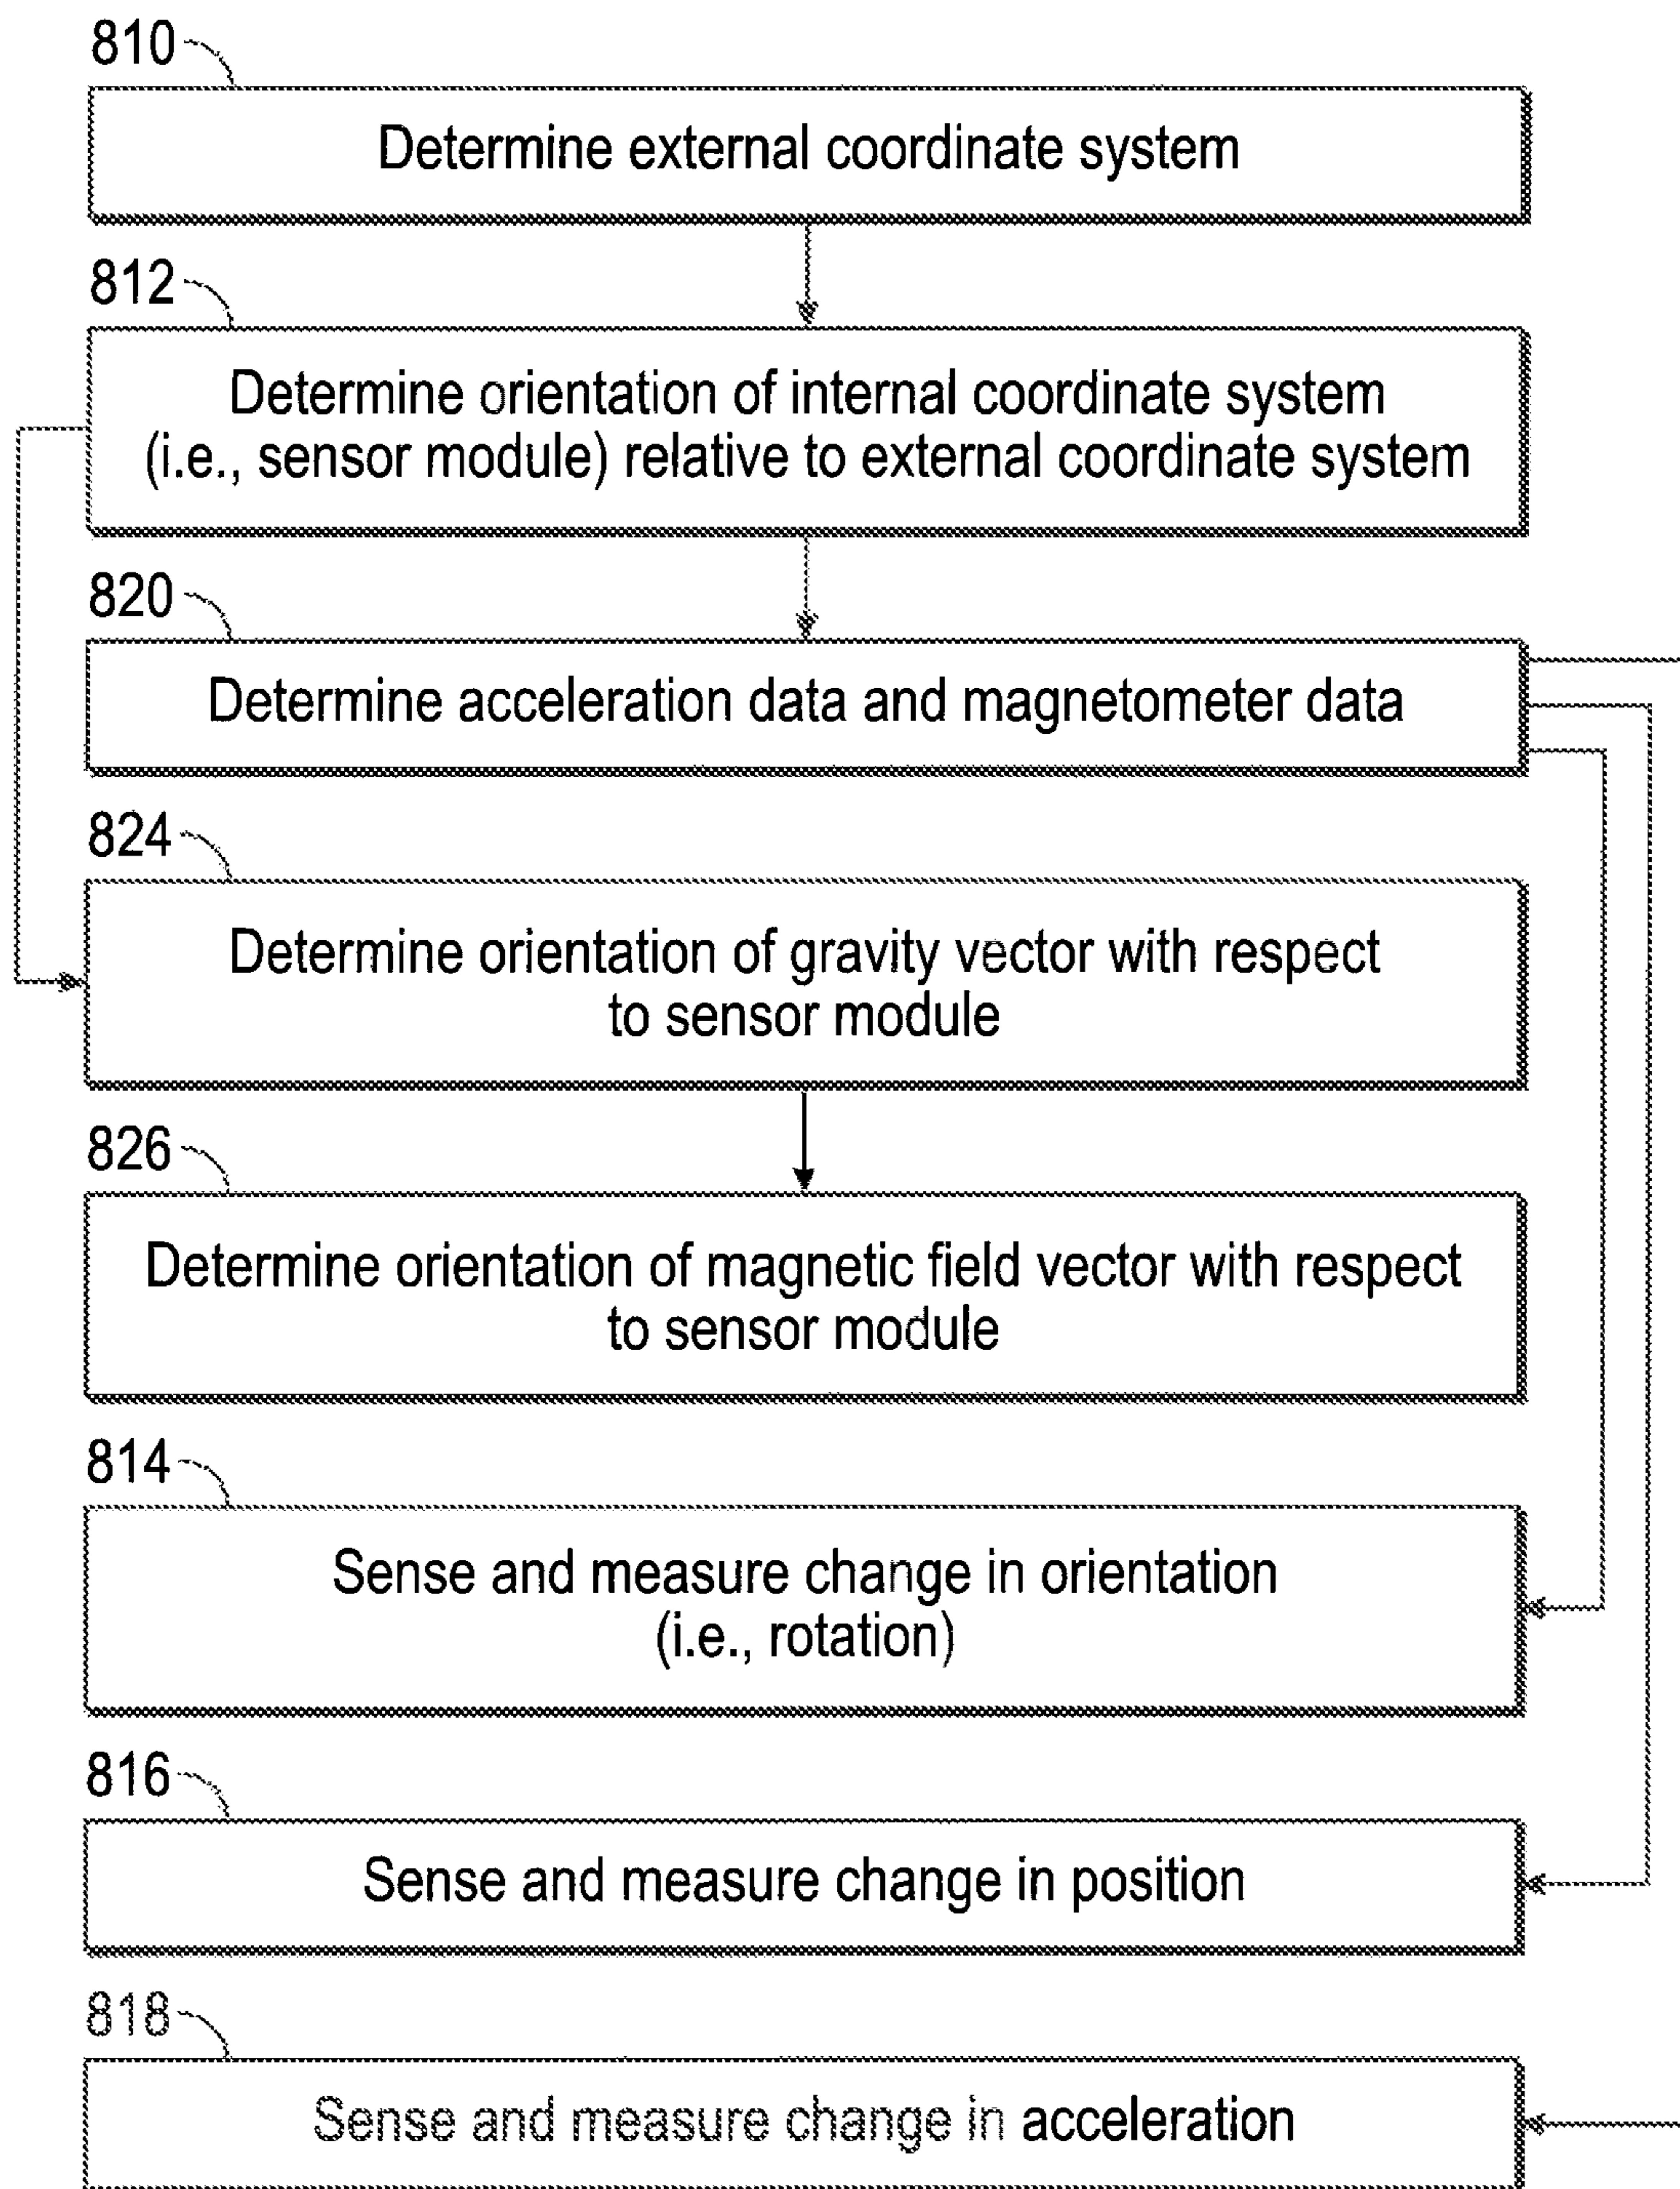 810
Determine external coordinate system
812
Determine orientation of internal coordinate system
(i.e., sensor module) relative to external coordinate system
820
Determine acceleration data and magnetometer data
824
Determine orientation of gravity vector with respect
to sensor module
826
Determine orientation of magnetic field vector with respect
to sensor module
814
Sense and measure change in orientation
(i.e., rotation)
816
Sense and measure change in position
818
Sense and measure change in acceleration